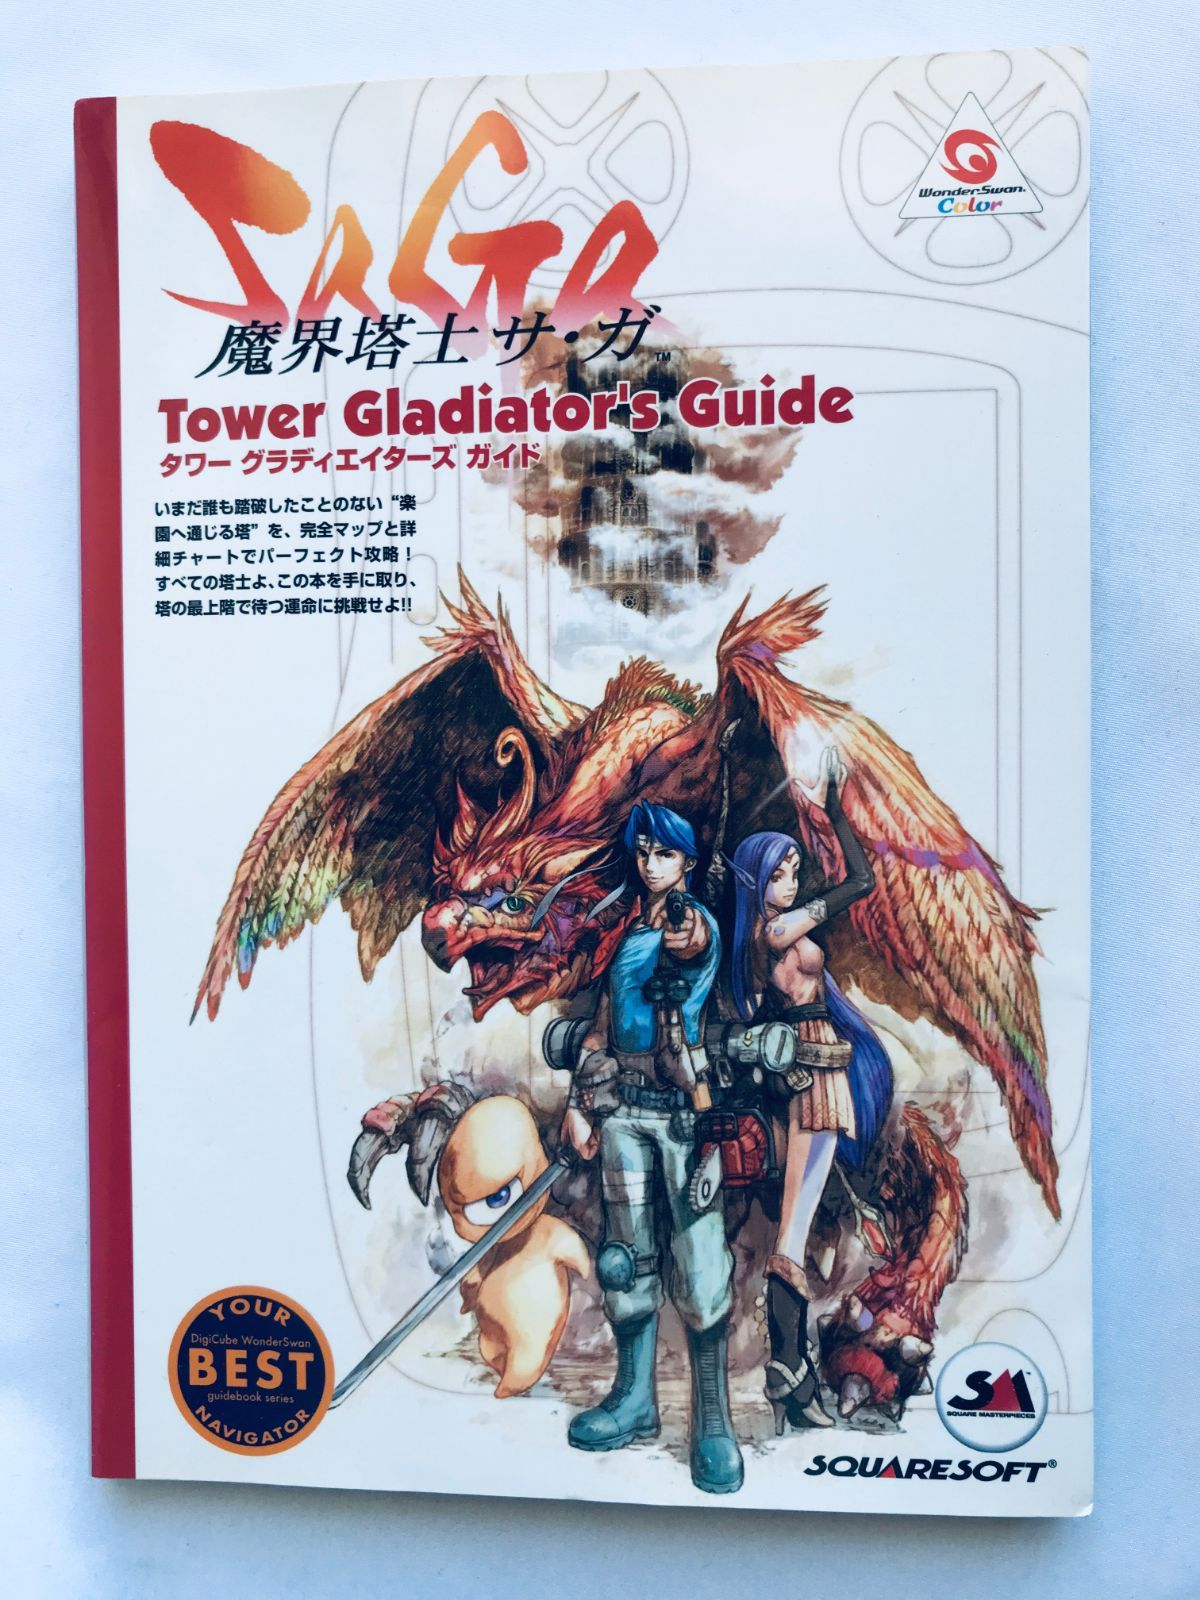 SaGa
魔界塔士 サ・ガ™
WonderSwan™
Color
Tower Gladiator's Guide
タワー グラディエイターズ ガイド
いまだ誰も踏破したことのない“楽
園へ通じる塔”を、完全マップと詳
細チャートでパーフェクト攻略！
すべての塔士よ、この本を手に取り、
塔の最上階で待つ運命に挑戦せよ!!
YOUR
DigiCube WonderSwan
BEST
guidebook series
NAVIGATOR
SM™
SQUARE MASTERPIECES
SQUARESOFT®